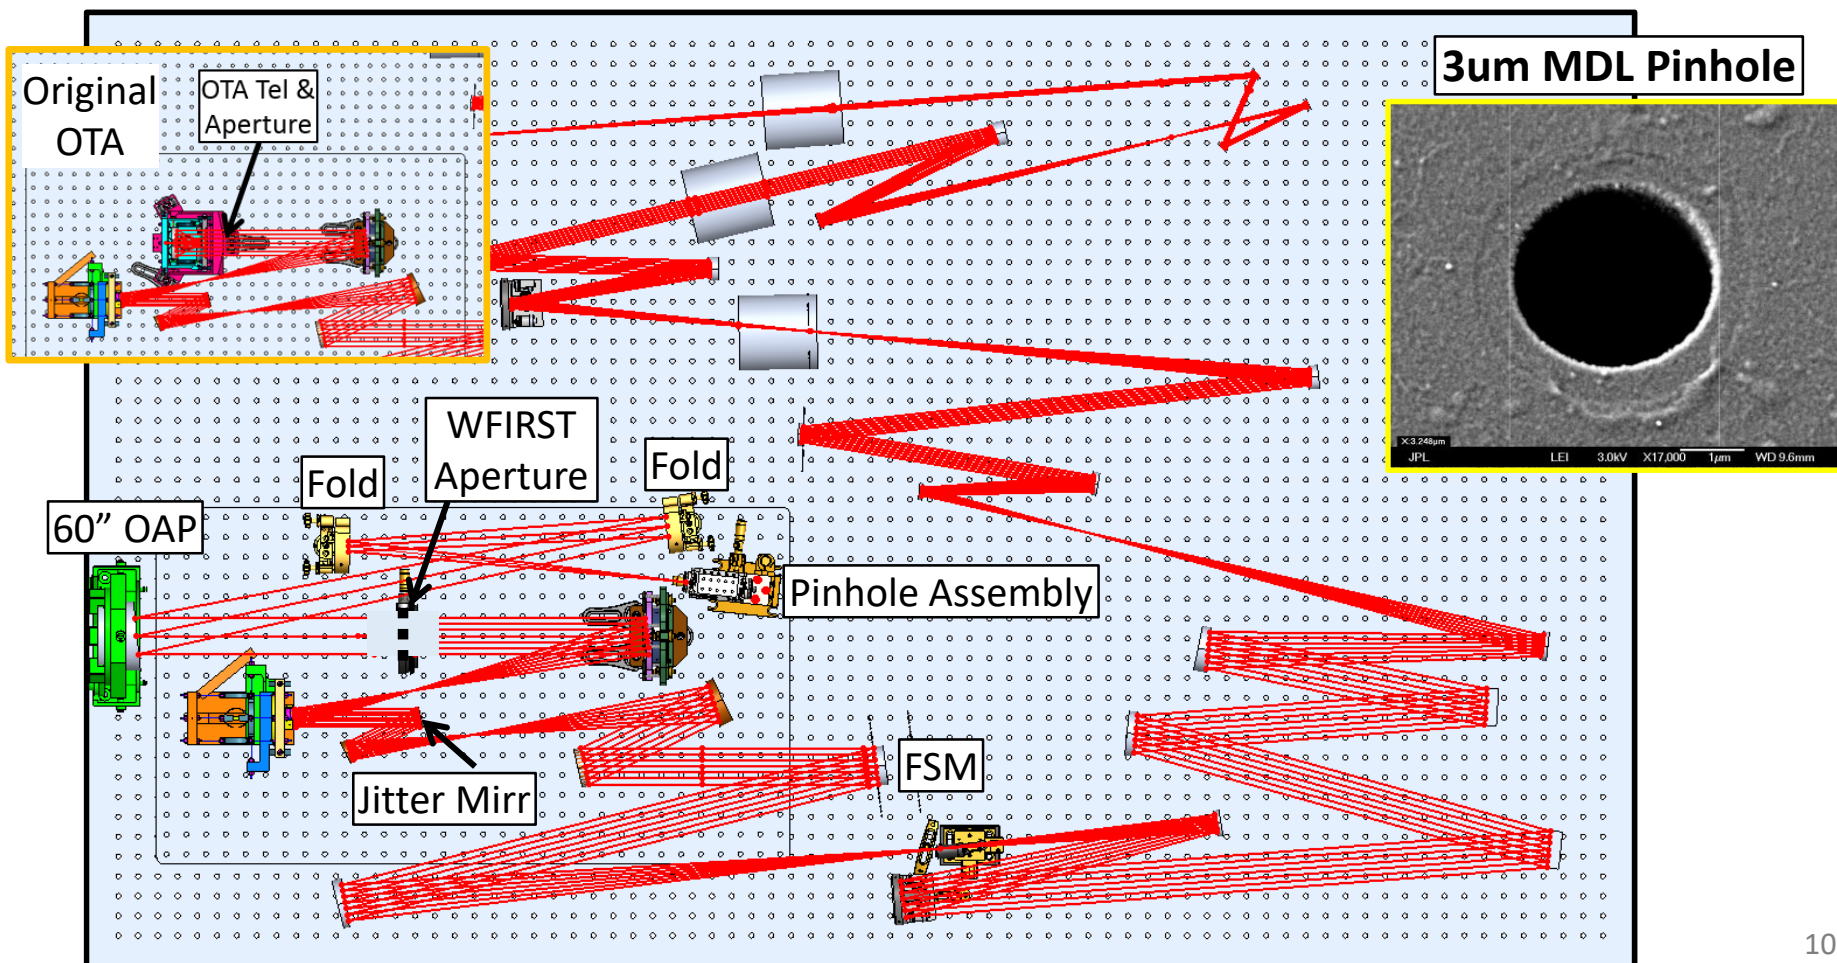 Original
OTA
OTA Tel &
Aperture
3um MDL Pinhole
X:3.248µm
JPL
LEI 3.0kV X17,000 1µm WD 9.6mm
WFIRST
Aperture
Fold
Fold
60” OAP
Pinhole Assembly
Jitter Mirr
FSM
10